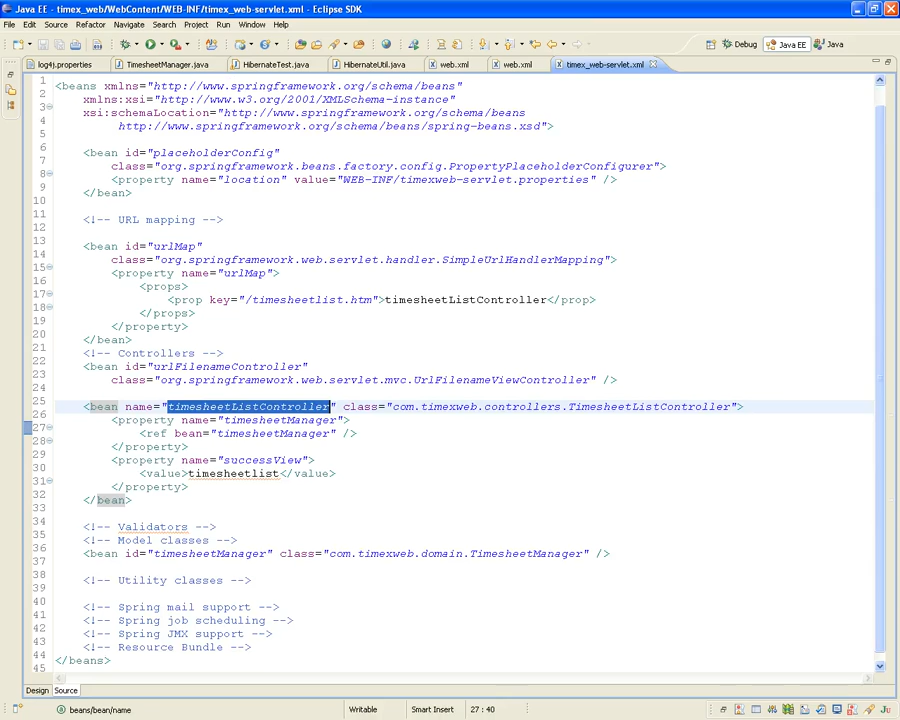 Java EE - timex_web/WebContent/WEB-INF/timex_web-servlet.xml - Eclipse SDK
File Edit Source Refactor Navigate Search Project Run Window Help
Debug Java EE Java
log4j.properties TimesheetManager.java HibernateTest.java HibernateUtil.java web.xml web.xml timex_web-servlet.xml
1 <beans xmlns="http://www.springframework.org/schema/beans"
2 xmlns:xsi="http://www.w3.org/2001/XMLSchema-instance"
3 xsi:schemaLocation="http://www.springframework.org/schema/beans
4 http://www.springframework.org/schema/beans/spring-beans.xsd">
5
6 <bean id="placeholderConfig"
7 class="org.springframework.beans.factory.config.PropertyPlaceholderConfigurer">
8 <property name="location" value="WEB-INF/timexweb-servlet.properties" />
9 </bean>
10
11 <!-- URL mapping -->
12
13 <bean id="urlMap"
14 class="org.springframework.web.servlet.handler.SimpleUrlHandlerMapping">
15 <property name="urlMap">
16 <props>
17 <prop key="/timesheetlist.htm">timesheetListController</prop>
18 </props>
19 </property>
20 </bean>
21 <!-- Controllers -->
22 <bean id="urlFilenameController"
23 class="org.springframework.web.servlet.mvc.UrlFilenameViewController" />
24
25 <bean name="timesheetListController" class="com.timexweb.controllers.TimesheetListController">
26 <property name="timesheetManager">
27 <ref bean="timesheetManager" />
28 </property>
29 <property name="successView">
30 <value>timesheetlist</value>
31 </property>
32 </bean>
33
34 <!-- Validators -->
35 <!-- Model classes -->
36 <bean id="timesheetManager" class="com.timexweb.domain.TimesheetManager" />
37
38 <!-- Utility classes -->
39
40 <!-- Spring mail support -->
41 <!-- Spring job scheduling -->
42 <!-- Spring JMX support -->
43 <!-- Resource Bundle -->
44 </beans>
45
Design Source
beans/bean/name Writable Smart Insert 27 : 40